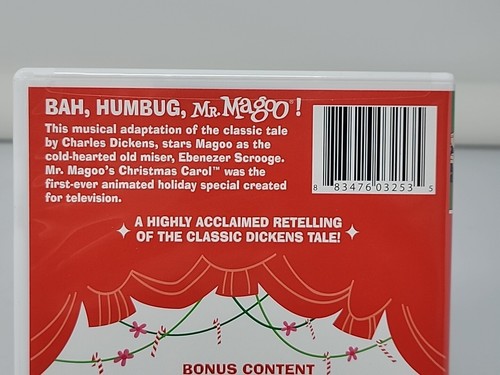 BAH, HUMBUG, MR. MAGOO™!
This musical adaptation of the classic tale
by Charles Dickens, stars Magoo as the
cold-hearted old miser, Ebenezer Scrooge.
Mr. Magoo's Christmas Carol™ was the
first-ever animated holiday special created
for television.
8 83476 03253 5
A HIGHLY ACCLAIMED RETELLING
OF THE CLASSIC DICKENS TALE!
BONUS CONTENT